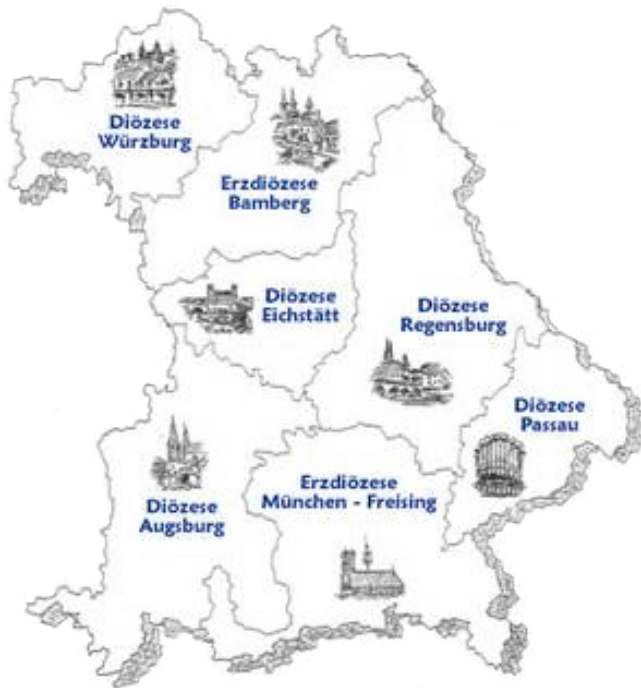 Diözese
Würzburg
Erzdiözese
Bamberg
Diözese
Eichstätt
Diözese
Regensburg
Diözese
Passau
Diözese
Augsburg
Erzdiözese
München - Freising